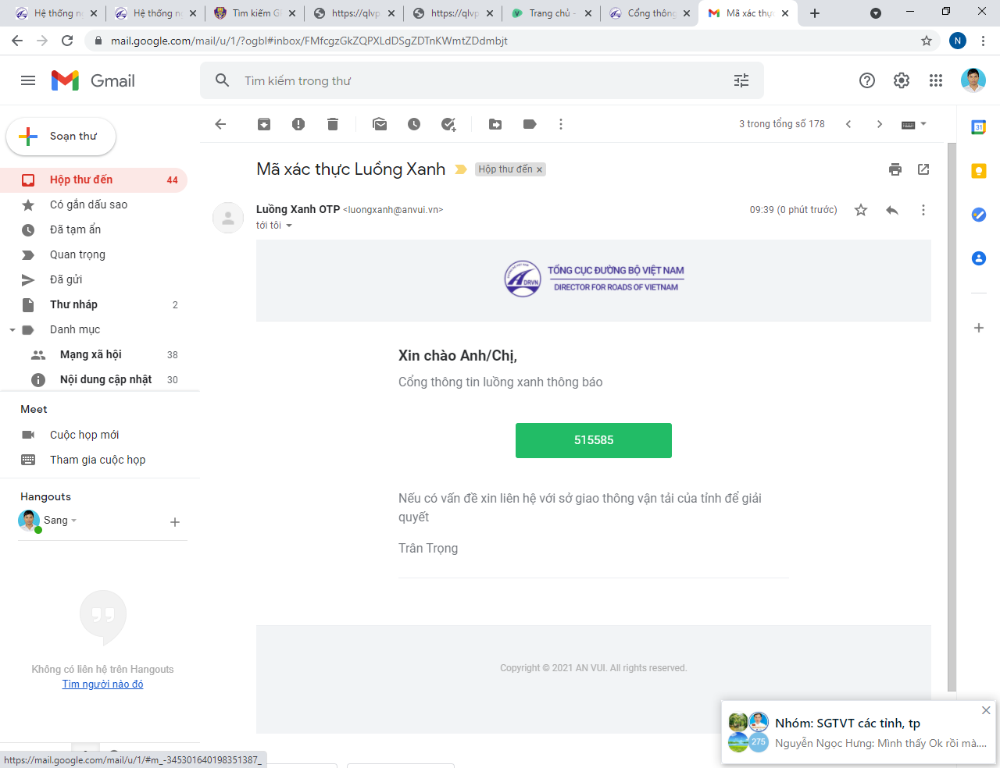 Hệ thống n
Hệ thống n
Tìm kiếm Gi
https://qlvp
https://qlvp
Trang chủ -
Cổng thông
Mã xác thực
mail.google.com/mail/u/1/?ogbl#inbox/FMfcgzGkZQPXLdDSgZDTnKWmtZDdmbjt
N
Gmail
Tìm kiếm trong thư
Soạn thư
3 trong tổng số 178
31
Hộp thư đến 44
Có gắn dấu sao
Đã tạm ẩn
Quan trọng
Đã gửi
Thư nháp 2
Danh mục
Mạng xã hội 38
Nội dung cập nhật 30
Meet
Cuộc họp mới
Tham gia cuộc họp
Hangouts
Sang
Không có liên hệ trên Hangouts
Tìm người nào đó
Mã xác thực Luồng Xanh
Hộp thư đến x
Luồng Xanh OTP <luongxanh@anvui.vn>
09:39 (0 phút trước)
tới tôi
DRVN
TỔNG CỤC ĐƯỜNG BỘ VIỆT NAM
DIRECTOR FOR ROADS OF VIETNAM
Xin chào Anh/Chị,
Cổng thông tin luồng xanh thông báo
515585
Nếu có vấn đề xin liên hệ với sở giao thông vận tải của tỉnh để giải
quyết
Trân Trọng
Copyright © 2021 AN VUI. All rights reserved.
275
Nhóm: SGTVT các tỉnh, tp
Nguyễn Ngọc Hưng: Mình thấy Ok rồi mà....
https://mail.google.com/mail/u/1/#m_-345301640198351387_